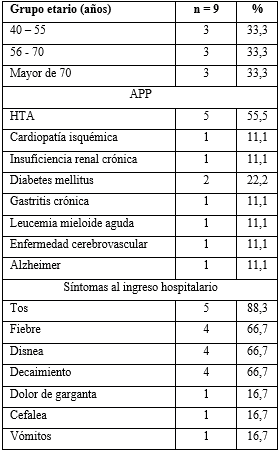 Grupo etario (años) n = 9 %
40 – 55 3 33,3
56 - 70 3 33,3
Mayor de 70 3 33,3
APP
HTA 5 55,5
Cardiopatía isquémica 1 11,1
Insuficiencia renal crónica 1 11,1
Diabetes mellitus 2 22,2
Gastritis crónica 1 11,1
Leucemia mieloide aguda 1 11,1
Enfermedad cerebrovascular 1 11,1
Alzheimer 1 11,1
Síntomas al ingreso hospitalario
Tos 5 88,3
Fiebre 4 66,7
Disnea 4 66,7
Decaimiento 4 66,7
Dolor de garganta 1 16,7
Cefalea 1 16,7
Vómitos 1 16,7